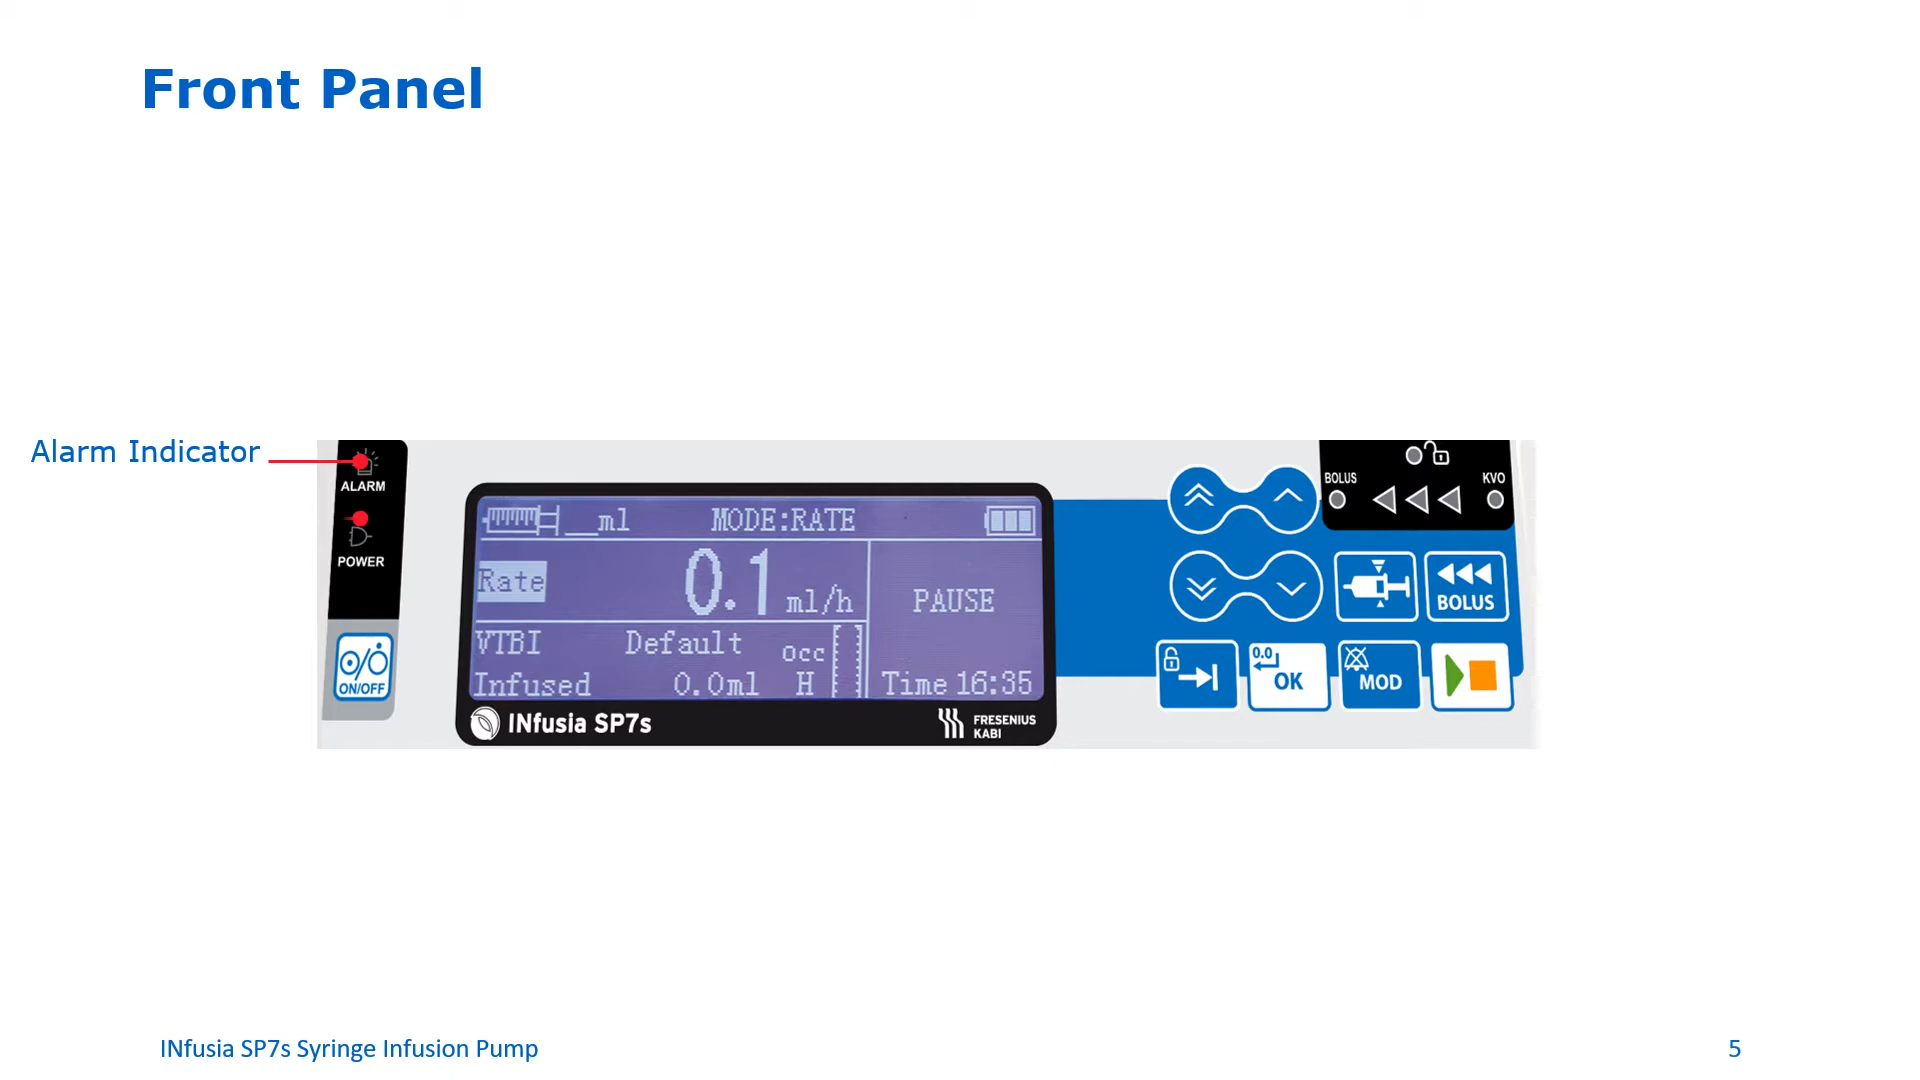 Front Panel
Alarm Indicator
ALARM
POWER
ON/OFF
__ml MODE:RATE
Rate 0.1 ml/h
PAUSE
VTBI Default
occ
Infused 0.0ml H
Time 16:35
INfusia SP7s
FRESENIUS
KABI
BOLUS
KVO
BOLUS
0.0
OK
MOD
INfusia SP7s Syringe Infusion Pump
5